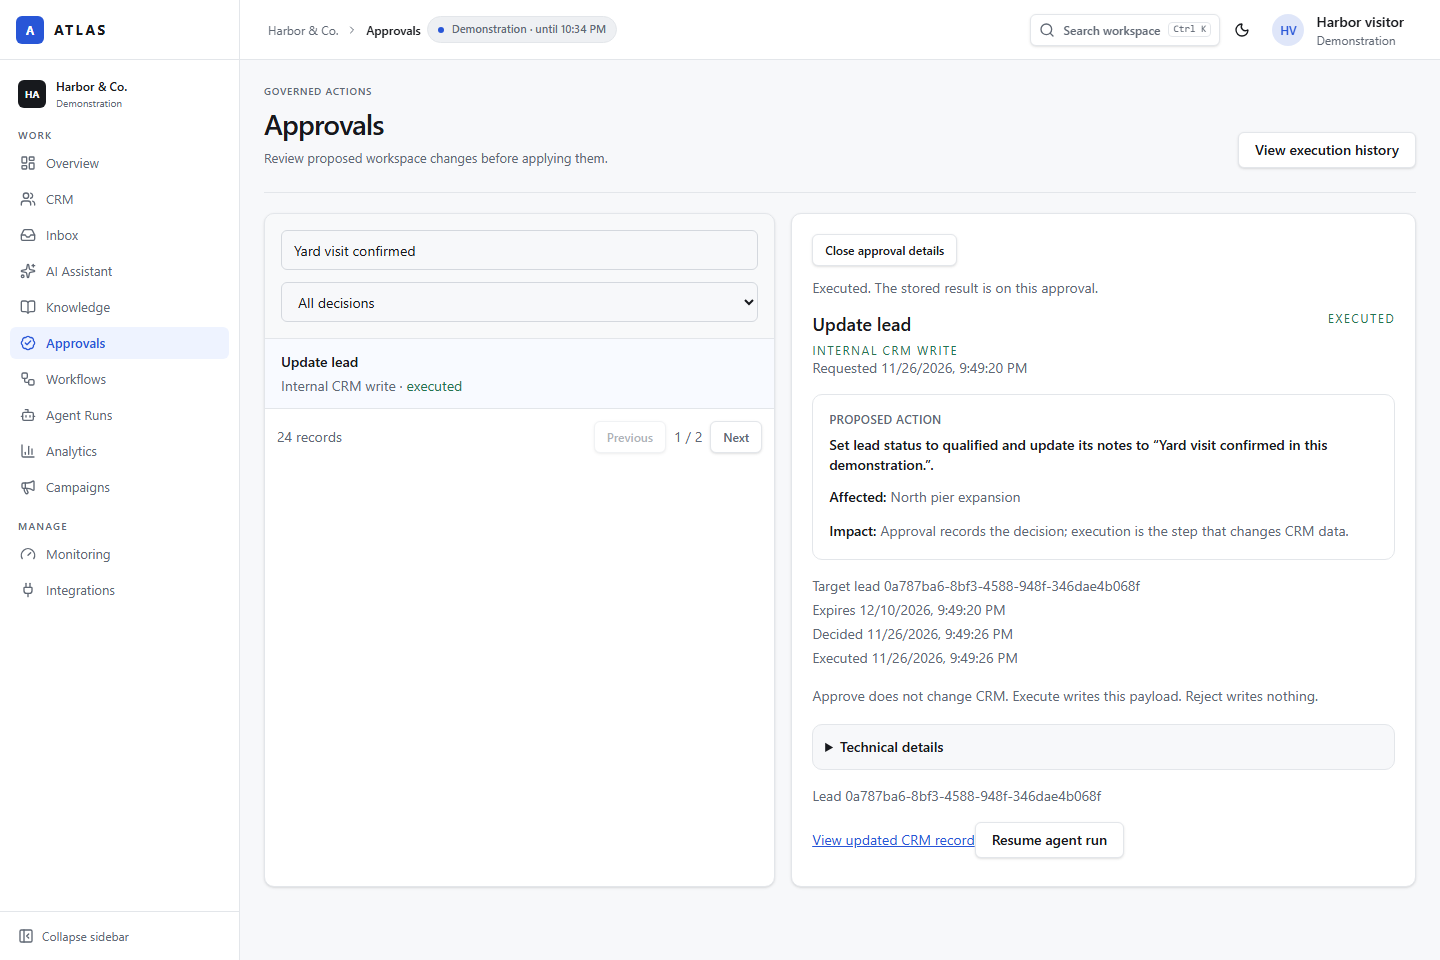 A ATLAS
Harbor & Co. > Approvals
Demonstration · until 10:34 PM
Search workspace Ctrl K
HV
Harbor visitor
Demonstration
HA
Harbor & Co.
Demonstration
WORK
Overview
CRM
Inbox
AI Assistant
Knowledge
Approvals
Workflows
Agent Runs
Analytics
Campaigns
MANAGE
Monitoring
Integrations
Collapse sidebar
GOVERNED ACTIONS
Approvals
Review proposed workspace changes before applying them.
View execution history
Yard visit confirmed
All decisions
Update lead
Internal CRM write · executed
24 records
Previous 1 / 2 Next
Close approval details
Executed. The stored result is on this approval.
Update lead
EXECUTED
INTERNAL CRM WRITE
Requested 11/26/2026, 9:49:20 PM
PROPOSED ACTION
Set lead status to qualified and update its notes to “Yard visit confirmed in this
demonstration.”.
Affected: North pier expansion
Impact: Approval records the decision; execution is the step that changes CRM data.
Target lead 0a787ba6-8bf3-4588-948f-346dae4b068f
Expires 12/10/2026, 9:49:20 PM
Decided 11/26/2026, 9:49:26 PM
Executed 11/26/2026, 9:49:26 PM
Approve does not change CRM. Execute writes this payload. Reject writes nothing.
Technical details
Lead 0a787ba6-8bf3-4588-948f-346dae4b068f
View updated CRM record
Resume agent run